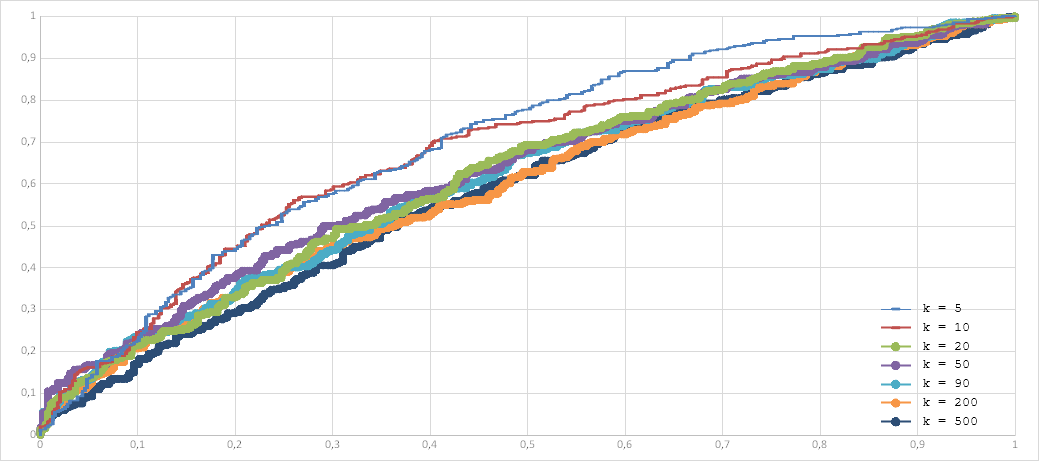 1
0,9
0,8
0,7
0,6
0,5
0,4
0,3
0,2
0,1
0
0 0,1 0,2 0,3 0,4 0,5 0,6 0,7 0,8 0,9 1
k = 5
k = 10
k = 20
k = 50
k = 90
k = 200
k = 500